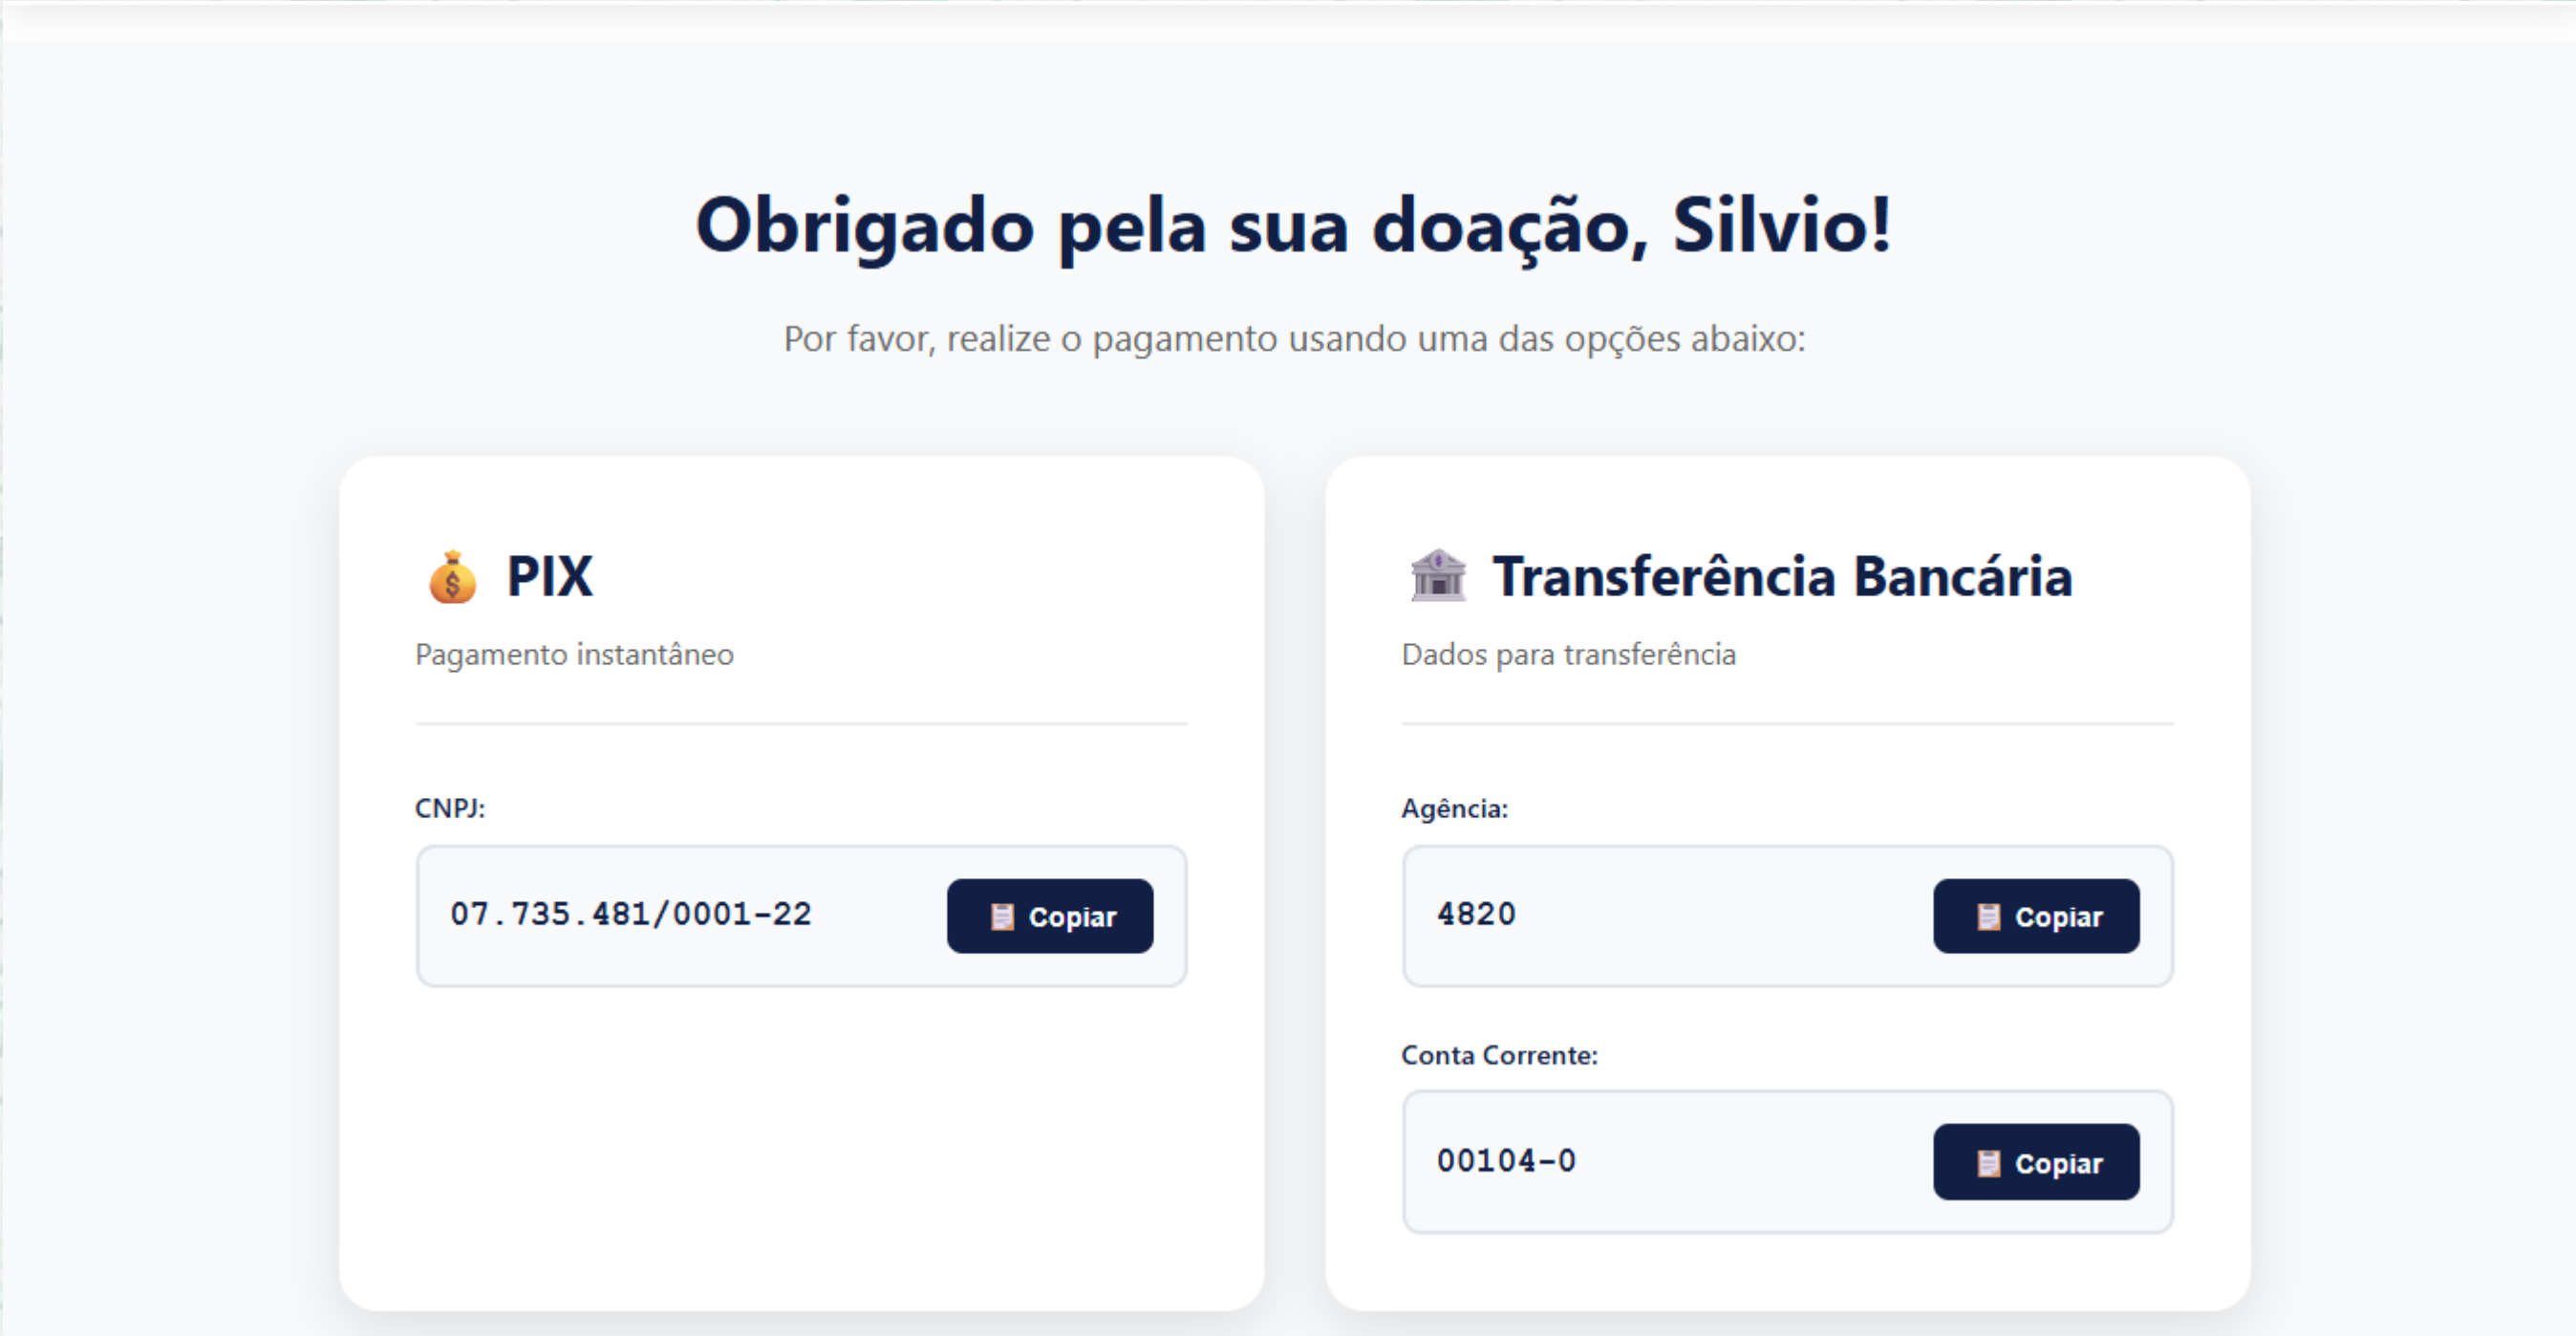 Obrigado pela sua doação, Silvio!
Por favor, realize o pagamento usando uma das opções abaixo:
PIX
Pagamento instantâneo
CNPJ:
07.735.481/0001-22
Copiar
Transferência Bancária
Dados para transferência
Agência:
4820
Copiar
Conta Corrente:
00104-0
Copiar